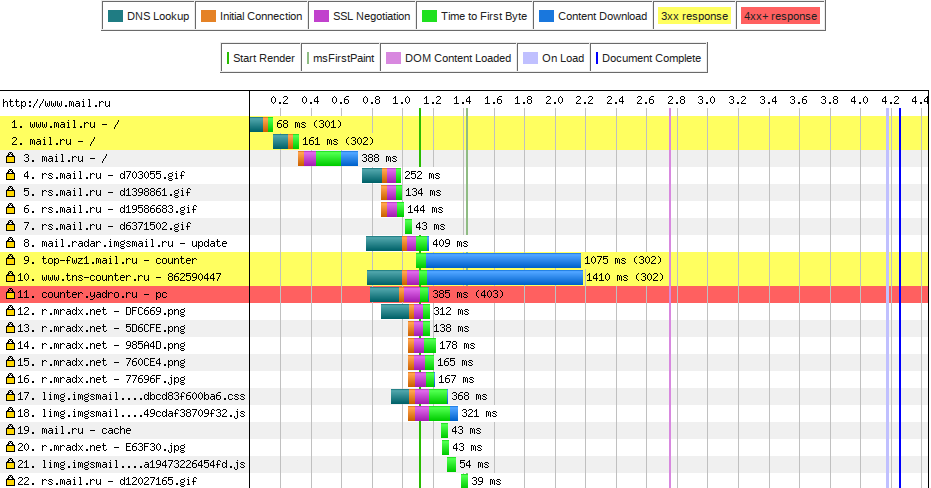 DNS Lookup Initial Connection SSL Negotiation Time to First Byte Content Download 3xx response 4xx+ response
Start Render msFirstPaint DOM Content Loaded On Load Document Complete
http://www.mail.ru 0.2 0.4 0.6 0.8 1.0 1.2 1.4 1.6 1.8 2.0 2.2 2.4 2.6 2.8 3.0 3.2 3.4 3.6 3.8 4.0 4.2 4.4
1. www.mail.ru - / 68 ms (301)
2. mail.ru - / 161 ms (302)
3. mail.ru - / 388 ms
4. rs.mail.ru - d703055.gif 252 ms
5. rs.mail.ru - d1398861.gif 134 ms
6. rs.mail.ru - d19586683.gif 144 ms
7. rs.mail.ru - d6371502.gif 43 ms
8. mail.radar.imgsmail.ru - update 409 ms
9. top-fwz1.mail.ru - counter 1075 ms (302)
10. www.tns-counter.ru - 862590447 1410 ms (302)
11. counter.yadro.ru - pc 385 ms (403)
12. r.mradx.net - DFC669.png 312 ms
13. r.mradx.net - 5D6CFE.png 138 ms
14. r.mradx.net - 985A4D.png 178 ms
15. r.mradx.net - 760CE4.png 165 ms
16. r.mradx.net - 77696F.jpg 167 ms
17. limg.imgsmail....dbcd83f600ba6.css 368 ms
18. limg.imgsmail....49cdaf38709f32.js 321 ms
19. mail.ru - cache 43 ms
20. r.mradx.net - E63F30.jpg 43 ms
21. limg.imgsmail....a19473226454fd.js 54 ms
22. rs.mail.ru - d12027165.gif 39 ms